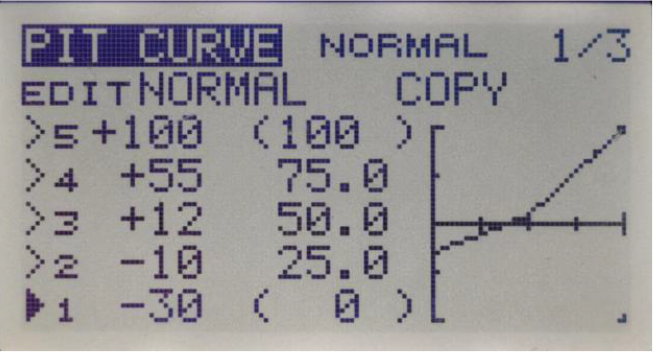 PIT CURVE NORMAL 1/3
EDIT NORMAL COPY
>5 +100 (100 )
>4 +55 75.0
>3 +12 50.0
>2 -10 25.0
▶1 -30 ( 0 )